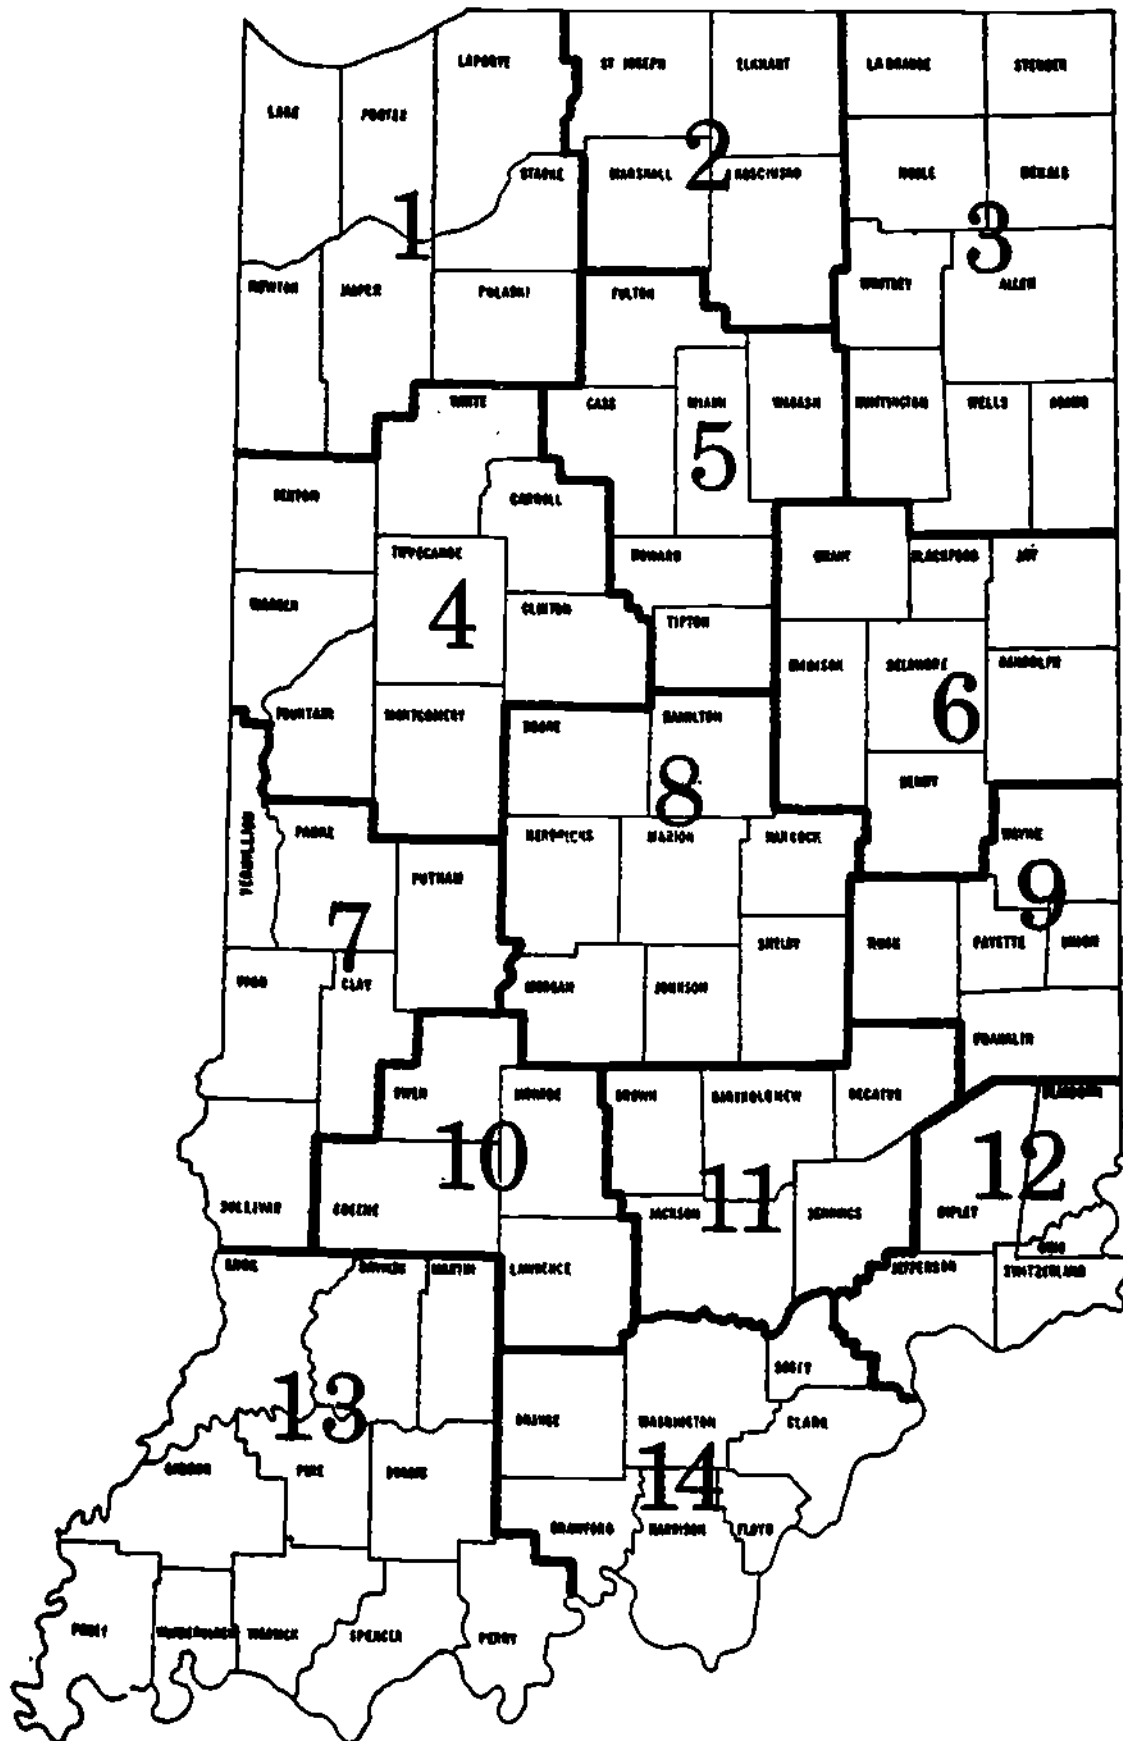 LAPORTE
ST JOSEPH
ELKHART
LAGRANGE
STEUBEN
LAKE
PORTER
STARKE
MARSHALL
2
KOSCIUSKO
NOBLE
DEKALB
1
3
NEWTON
JASPER
PULASKI
FULTON
WHITLEY
ALLEN
WHITE
CASS
MIAMI
WABASH
HUNTINGTON
WELLS
ADAMS
5
BENTON
CARROLL
TIPPECANOE
HOWARD
GRANT
BLACKFORD
JAY
WARREN
4
CLINTON
TIPTON
MADISON
DELAWARE
RANDOLPH
6
FOUNTAIN
MONTGOMERY
BOONE
HAMILTON
8
HENRY
VERMILLION
PARKE
HENDRICKS
MARION
HANCOCK
WAYNE
PUTNAM
9
7
RUSH
FAYETTE
UNION
VIGO
CLAY
MORGAN
JOHNSON
SHELBY
FRANKLIN
OWEN
MONROE
BROWN
BARTHOLOMEW
DECATUR
DEARBORN
10
11
12
SULLIVAN
GREENE
JACKSON
JENNINGS
RIPLEY
OHIO
KNOX
DAVIESS
MARTIN
LAWRENCE
JEFFERSON
SWITZERLAND
13
SCOTT
ORANGE
WASHINGTON
CLARK
GIBSON
PIKE
DUBOIS
14
CRAWFORD
HARRISON
FLOYD
POSEY
VANDERBURGH
WARRICK
SPENCER
PERRY